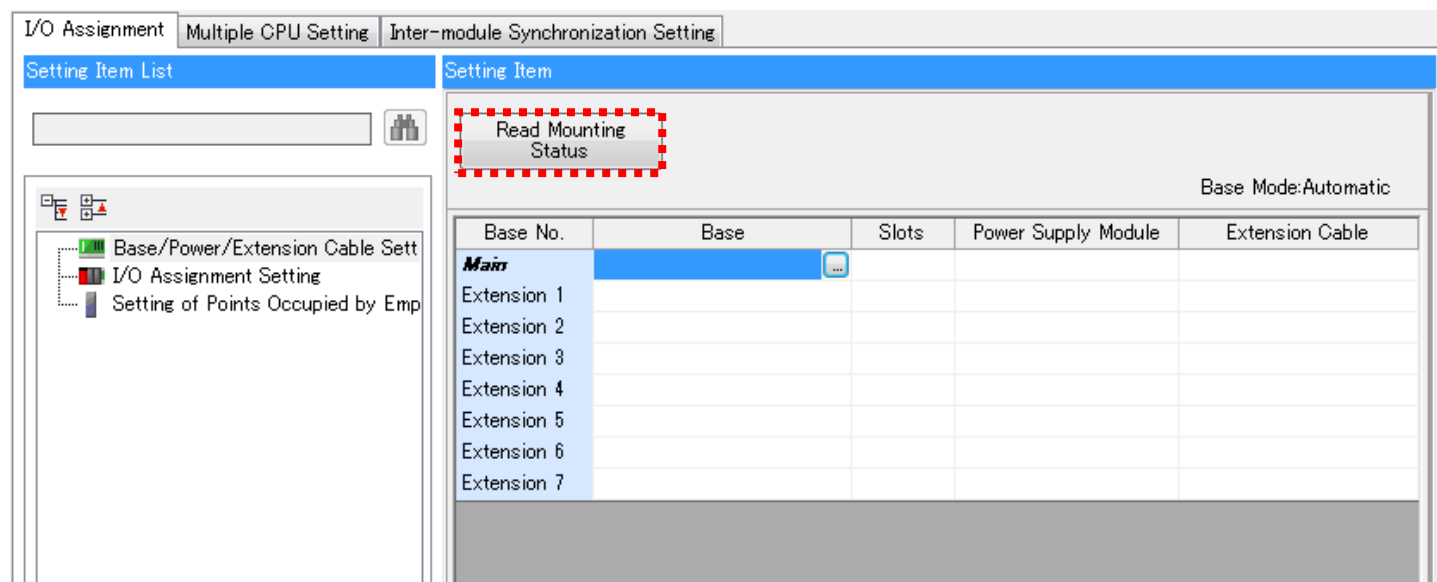 I/O Assignment Multiple CPU Setting Inter-module Synchronization Setting
Setting Item List
Setting Item
Read Mounting
Status
Base Mode:Automatic
Base/Power/Extension Cable Sett
I/O Assignment Setting
Setting of Points Occupied by Emp
Base No. Base Slots Power Supply Module Extension Cable
Main ...
Extension 1
Extension 2
Extension 3
Extension 4
Extension 5
Extension 6
Extension 7